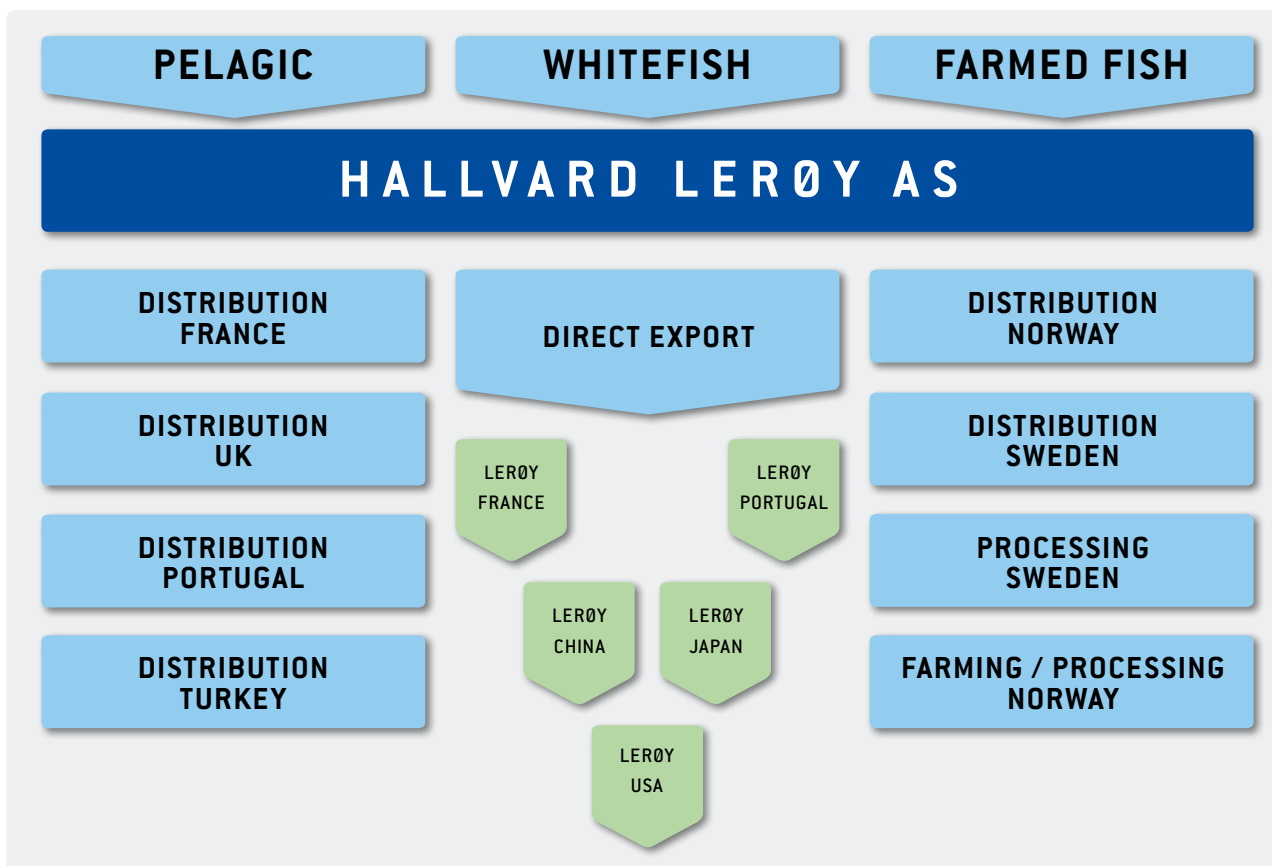 PELAGIC
WHITEFISH
FARMED FISH
HALLVARD LERØY AS
DISTRIBUTION
FRANCE
DIRECT EXPORT
DISTRIBUTION
NORWAY
DISTRIBUTION
UK
DISTRIBUTION
SWEDEN
LERØY
FRANCE
LERØY
PORTUGAL
DISTRIBUTION
PORTUGAL
PROCESSING
SWEDEN
LERØY
CHINA
LERØY
JAPAN
DISTRIBUTION
TURKEY
FARMING / PROCESSING
NORWAY
LERØY
USA